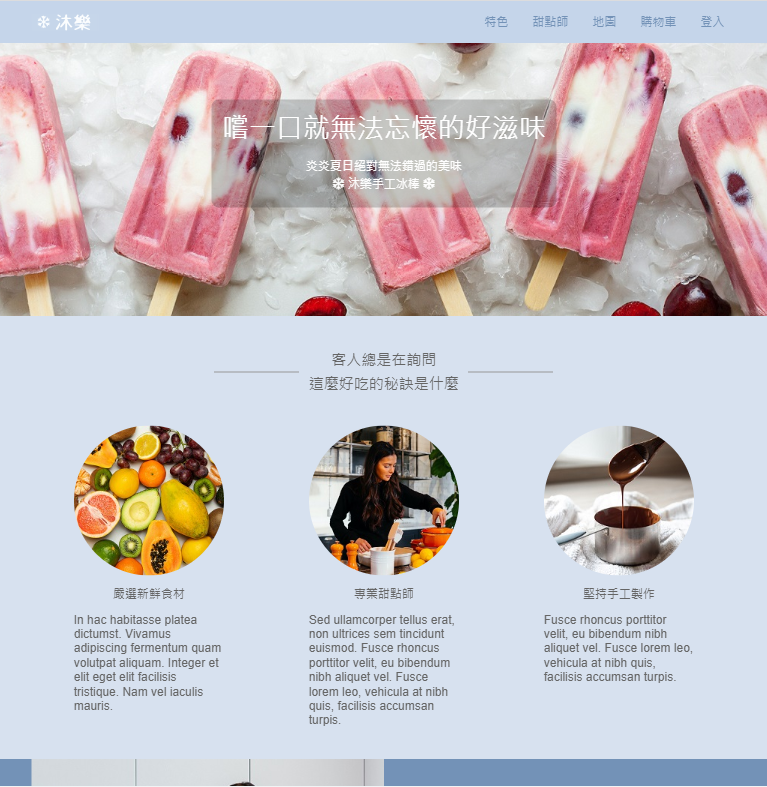 ❄ 沐樂
特色 甜點師 地圖 購物車 登入
嚐一口就無法忘懷的好滋味
炎炎夏日絕對無法錯過的美味
❄ 沐樂手工冰棒 ❄
客人總是在詢問
這麼好吃的秘訣是什麼
嚴選新鮮食材
In hac habitasse platea
dictumst. Vivamus
adipiscing fermentum quam
volutpat aliquam. Integer et
elit eget elit facilisis
tristique. Nam vel iaculis
mauris.
專業甜點師
Sed ullamcorper tellus erat,
non ultrices sem tincidunt
euismod. Fusce rhoncus
porttitor velit, eu bibendum
nibh aliquet vel. Fusce
lorem leo, vehicula at nibh
quis, facilisis accumsan
turpis.
堅持手工製作
Fusce rhoncus porttitor
velit, eu bibendum nibh
aliquet vel. Fusce lorem leo,
vehicula at nibh quis,
facilisis accumsan turpis.